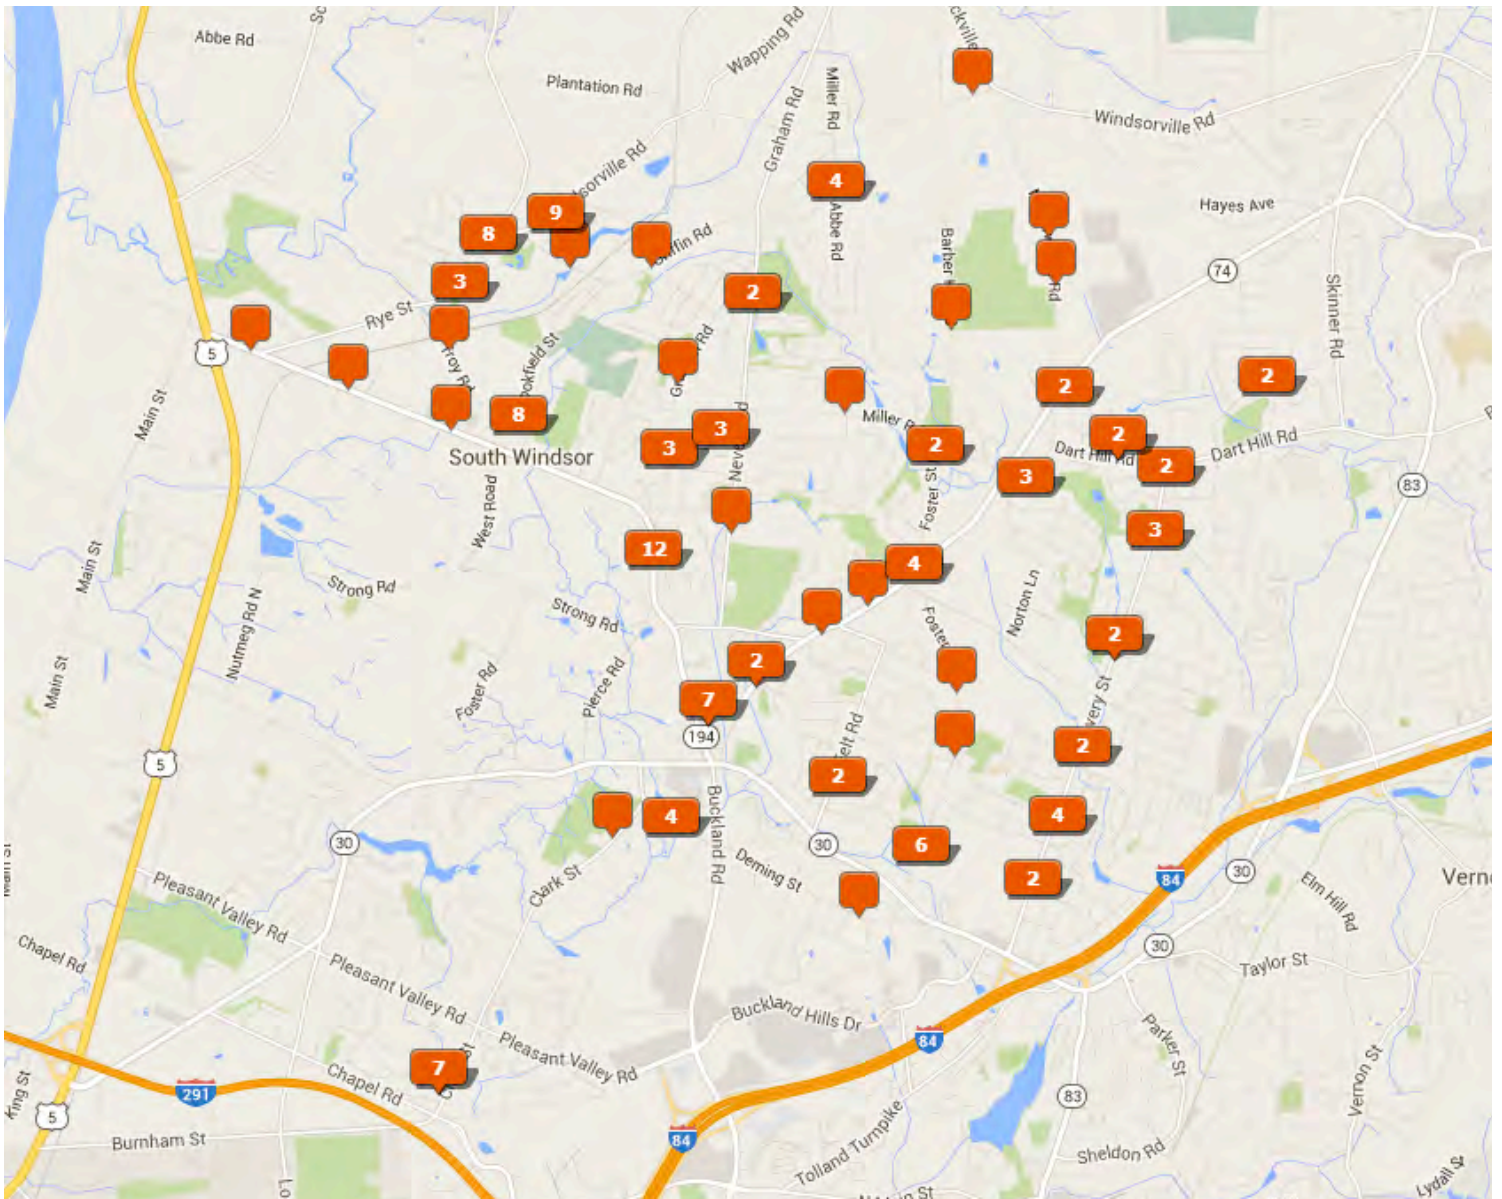 Abbe Rd
Plantation Rd
Wapping Rd
Miller Rd
Graham Rd
Windsorville Rd
4
9
8
Abbe Rd
Hayes Ave
3
2
Barber
Rd
74
Skinner Rd
Rye St
5
Main St
2
2
8
3
3
Miller
2
2
Dart Hill Rd
2
Dart Hill Rd
South Windsor
3
83
West Road
Foster St
3
12
Main St
Strong Rd
4
Nutmeg Rd N
Strong Rd
Norton Ln
Foster
2
Main St
Foster Rd
Pierce Rd
2
7
194
2
5
2
Buckland Rd
4
4
30
30
6
Deming St
2
84
30
Clark St
Elm Hill Rd
Pleasant Valley Rd
Chapel Rd
30
Taylor St
Pleasant Valley Rd
Buckland Hills Dr
84
Parker St
Pleasant Valley Rd
7
Chapel Rd
291
King St
5
83
Vernon St
Burnham St
84
Tolland Turnpike
Sheldon Rd
Lydall St